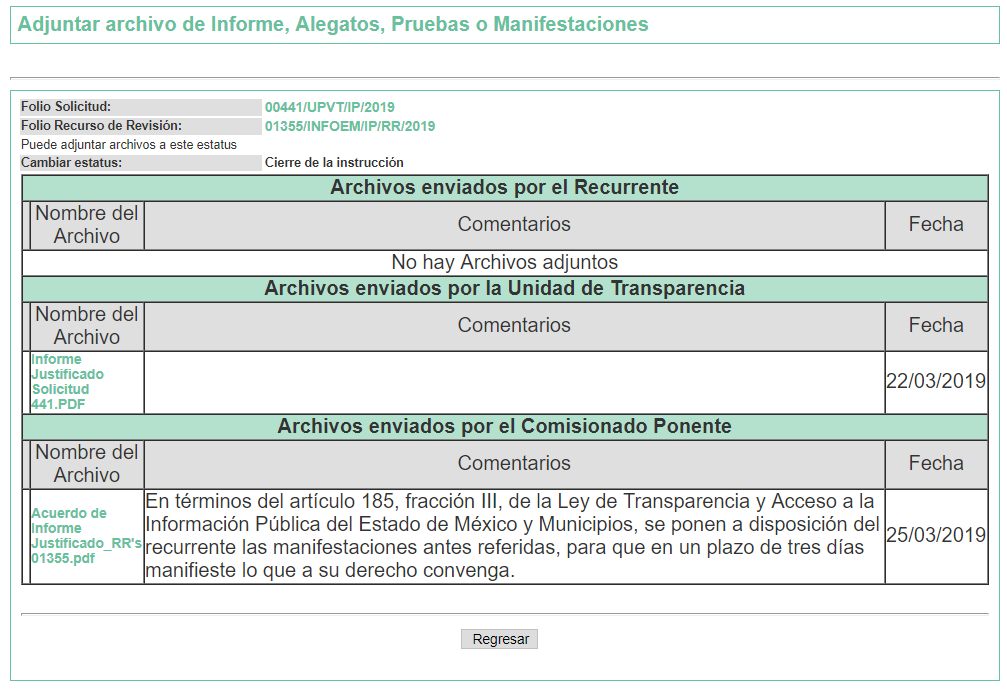 Adjuntar archivo de Informe, Alegatos, Pruebas o Manifestaciones
Folio Solicitud: 00441/UPVT/IP/2019
Folio Recurso de Revisión: 01355/INFOEM/IP/RR/2019
Puede adjuntar archivos a este estatus
Cambiar estatus: Cierre de la instrucción
Archivos enviados por el Recurrente
Nombre del
Archivo
Comentarios
Fecha
No hay Archivos adjuntos
Archivos enviados por la Unidad de Transparencia
Nombre del
Archivo
Comentarios
Fecha
Informe
Justificado
Solicitud
441.PDF
22/03/2019
Archivos enviados por el Comisionado Ponente
Nombre del
Archivo
Comentarios
Fecha
Acuerdo de
Informe
Justificado_RR's
01355.pdf
En términos del artículo 185, fracción III, de la Ley de Transparencia y Acceso a la
Información Pública del Estado de México y Municipios, se ponen a disposición del
recurrente las manifestaciones antes referidas, para que en un plazo de tres días
manifieste lo que a su derecho convenga.
25/03/2019
Regresar